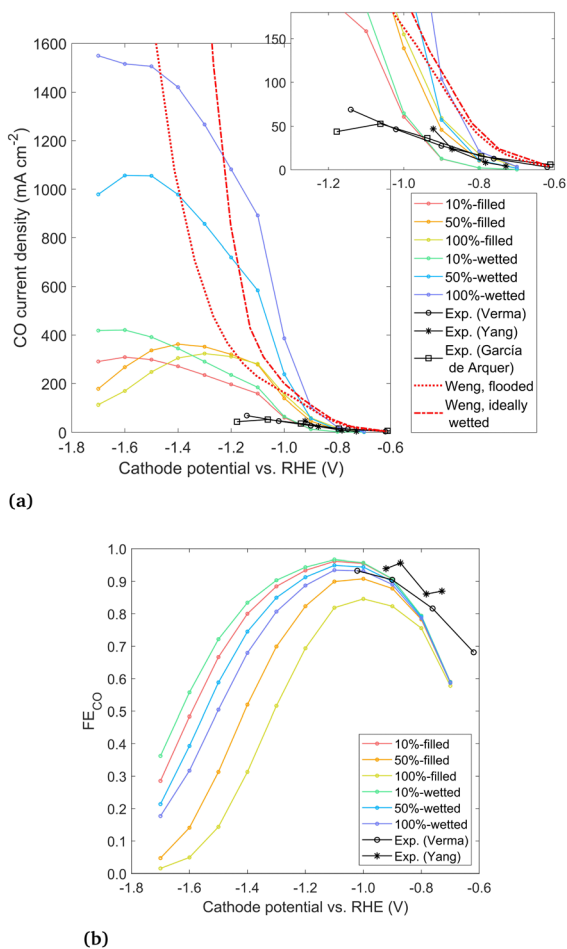 150
100
50
0
-1.2 -1.0 -0.8 -0.6
1600
1400
1200
1000
800
600
400
200
0
CO current density (mA cm⁻²)
-1.8 -1.6 -1.4 -1.2 -1.0 -0.8 -0.6
Cathode potential vs. RHE (V)
10%-filled
50%-filled
100%-filled
10%-wetted
50%-wetted
100%-wetted
Exp. (Verma)
Exp. (Yang)
Exp. (García
de Arquer)
Weng, flooded
Weng, ideally
wetted
(a)
1.0
0.9
0.8
0.7
0.6
0.5
0.4
0.3
0.2
0.1
0.0
FE_CO
-1.8 -1.6 -1.4 -1.2 -1.0 -0.8 -0.6
Cathode potential vs. RHE (V)
10%-filled
50%-filled
100%-filled
10%-wetted
50%-wetted
100%-wetted
Exp. (Verma)
Exp. (Yang)
(b)